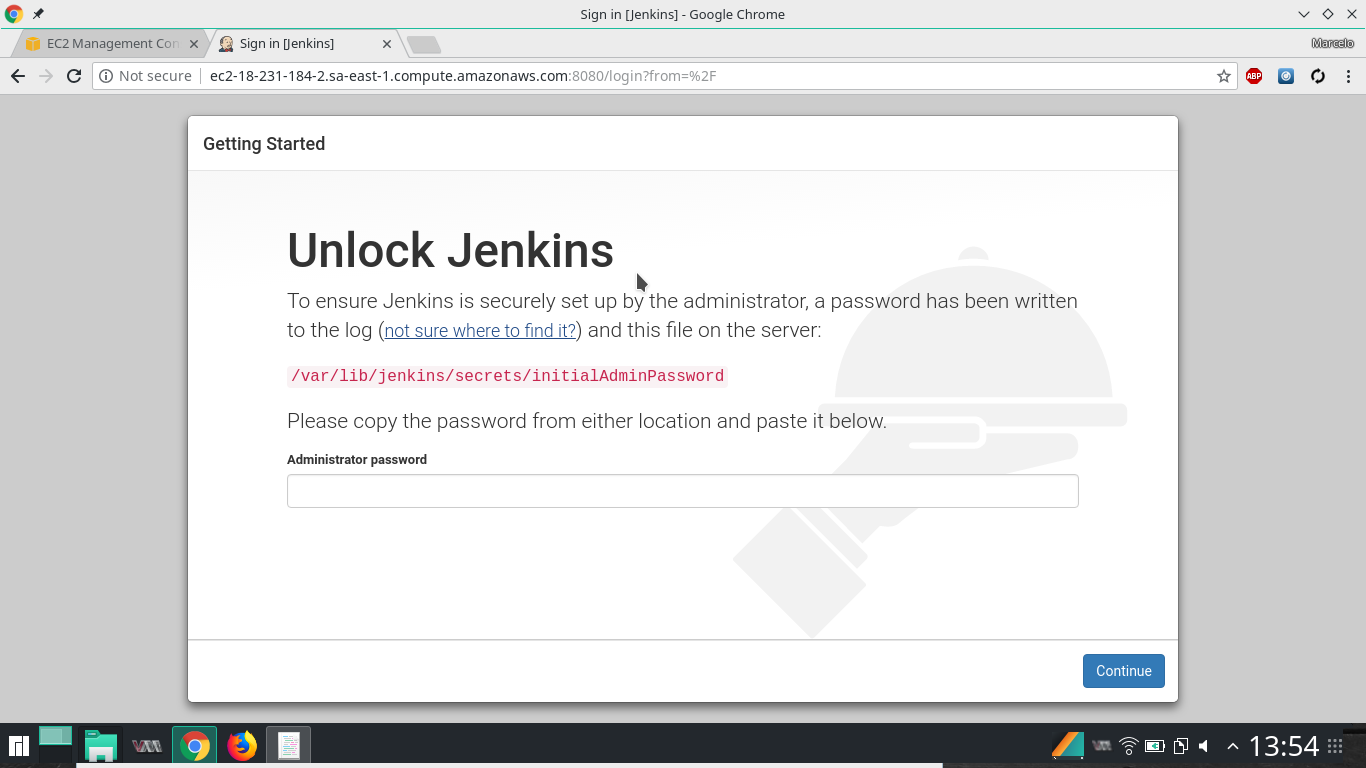 Sign in [Jenkins] - Google Chrome
EC2 Management Con
Sign in [Jenkins]
Marcelo
Not secure
ec2-18-231-184-2.sa-east-1.compute.amazonaws.com:8080/login?from=%2F
ABP
Getting Started
Unlock Jenkins
To ensure Jenkins is securely set up by the administrator, a password has been written
to the log (not sure where to find it?) and this file on the server:
/var/lib/jenkins/secrets/initialAdminPassword
Please copy the password from either location and paste it below.
Administrator password
Continue
13:54